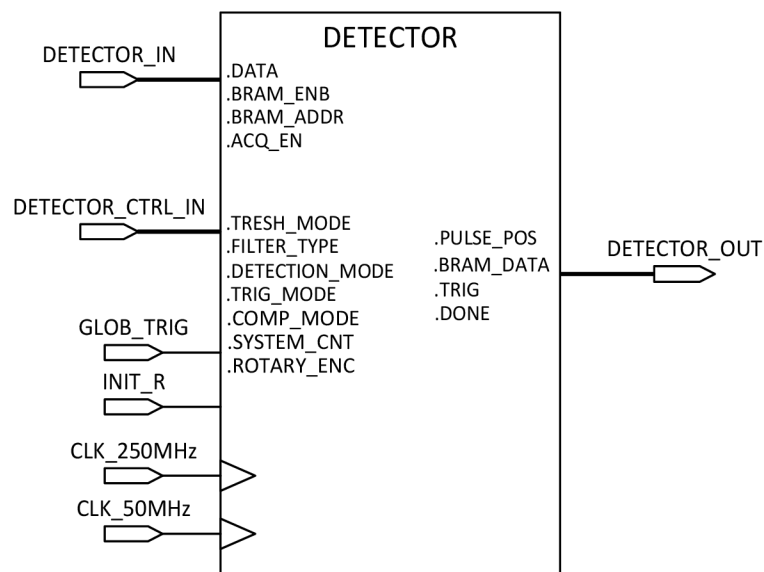 DETECTOR
DETECTOR_IN
.DATA
.BRAM_ENB
.BRAM_ADDR
.ACQ_EN
DETECTOR_CTRL_IN
.TRESH_MODE
.FILTER_TYPE
.DETECTION_MODE
.TRIG_MODE
.COMP_MODE
.SYSTEM_CNT
.ROTARY_ENC
.PULSE_POS
.BRAM_DATA
.TRIG
.DONE
DETECTOR_OUT
GLOB_TRIG
INIT_R
CLK_250MHz
CLK_50MHz